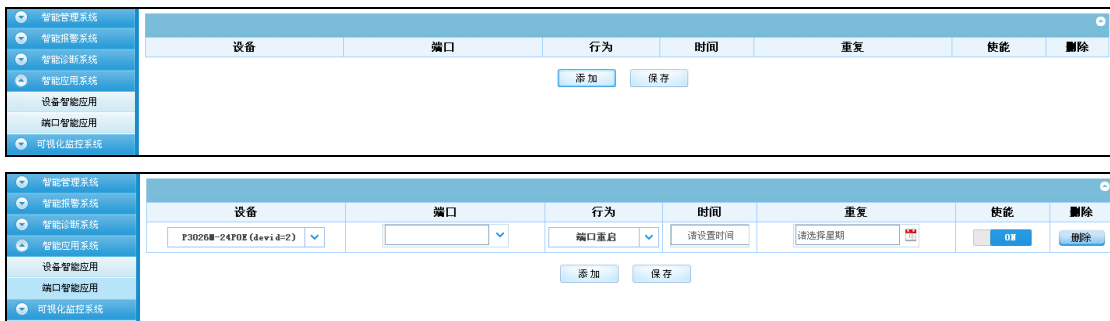 智能管理系统
智能报警系统
设备 端口 行为 时间 重复 使能 删除
智能诊断系统
智能应用系统
添加 保存
设备智能应用
端口智能应用
可视化监控系统
智能管理系统
智能报警系统
设备 端口 行为 时间 重复 使能 删除
智能诊断系统
P3026M-24POE(devid=2) 端口重启 请设置时间 请选择星期 ON 删除
智能应用系统
设备智能应用
添加 保存
端口智能应用
可视化监控系统